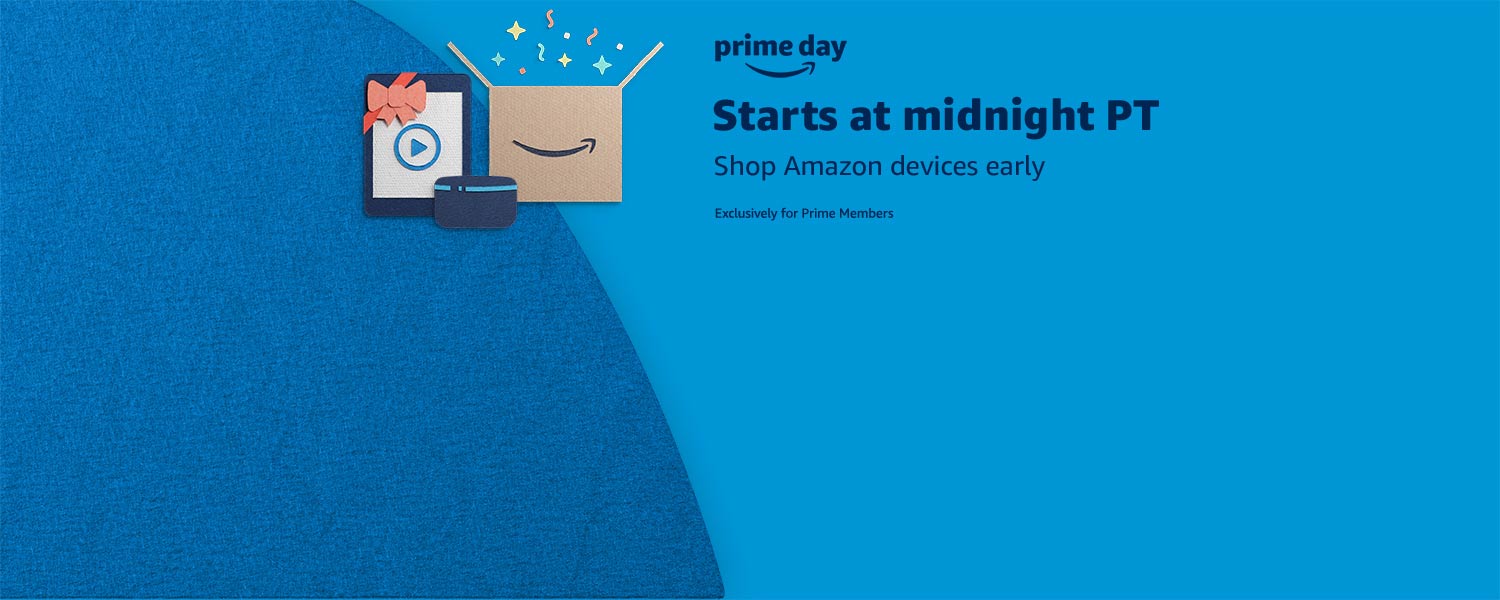 prime day
Starts at midnight PT
Shop Amazon devices early
Exclusively for Prime Members